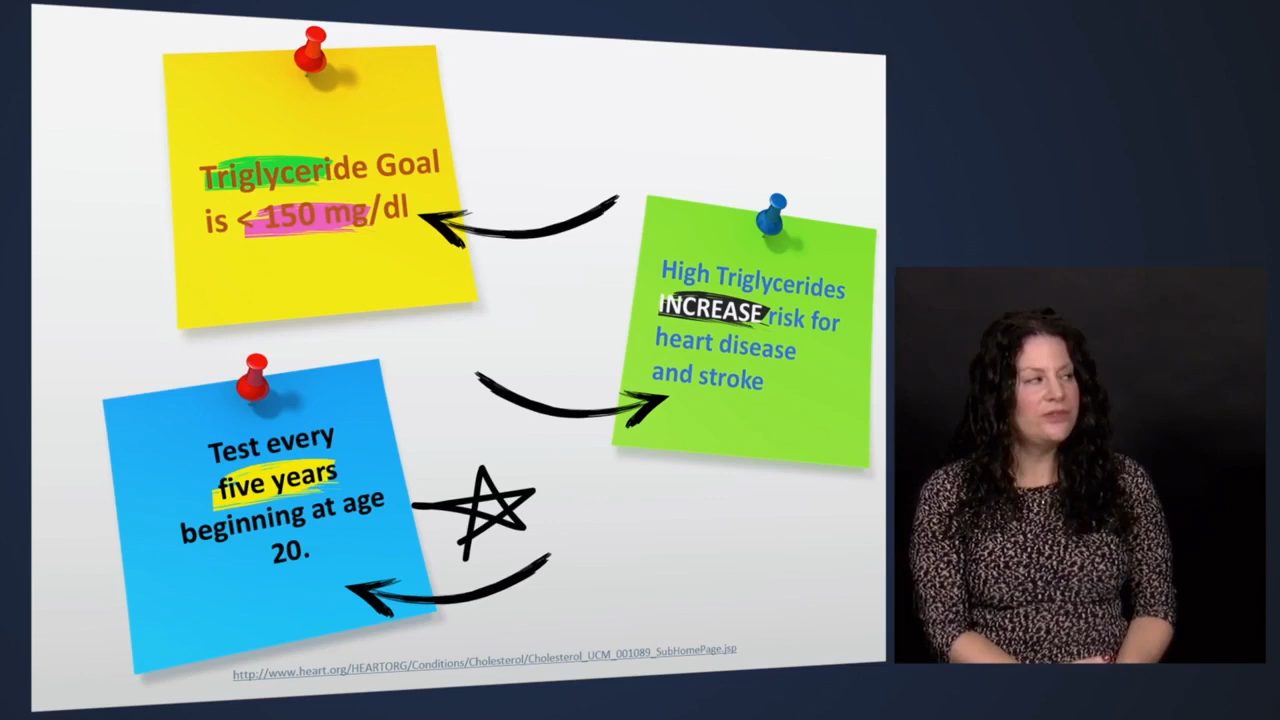 Triglyceride Goal
is < 150 mg/dl
High Triglycerides
INCREASE risk for
heart disease
and stroke
Test every
five years
beginning at age
20.
http://www.heart.org/HEARTORG/Conditions/Cholesterol/Cholesterol_UCM_001089_SubHomePage.jsp